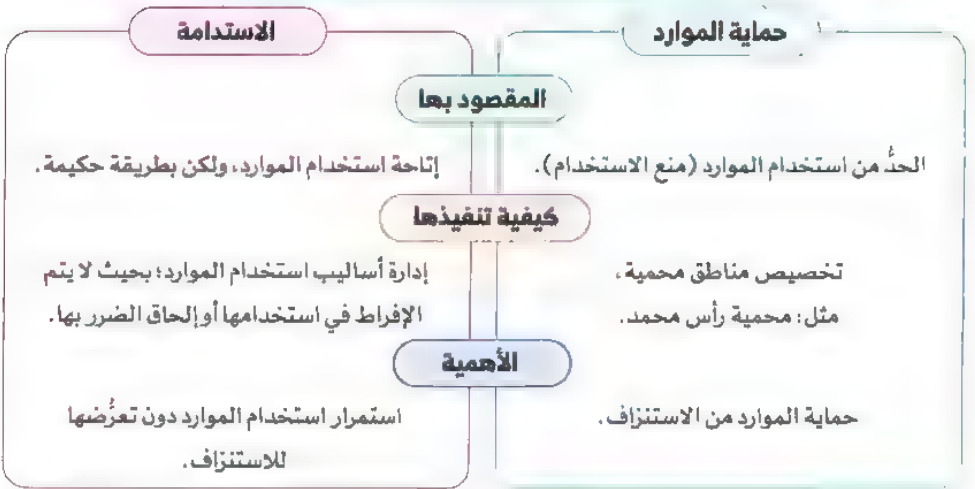 حماية الموارد
الاستدامة
المقصود بها
الحدُّ من استخدام الموارد (منع الاستخدام).
إتاحة استخدام الموارد، ولكن بطريقة حكيمة.
كيفية تنفيذها
تخصيص مناطق محمية،
مثل: محمية رأس محمد.
إدارة أساليب استخدام الموارد؛ بحيث لا يتم
الإفراط في استخدامها أو إلحاق الضرر بها.
الأهمية
حماية الموارد من الاستنزاف.
استمرار استخدام الموارد دون تعرُّضها
للاستنزاف.